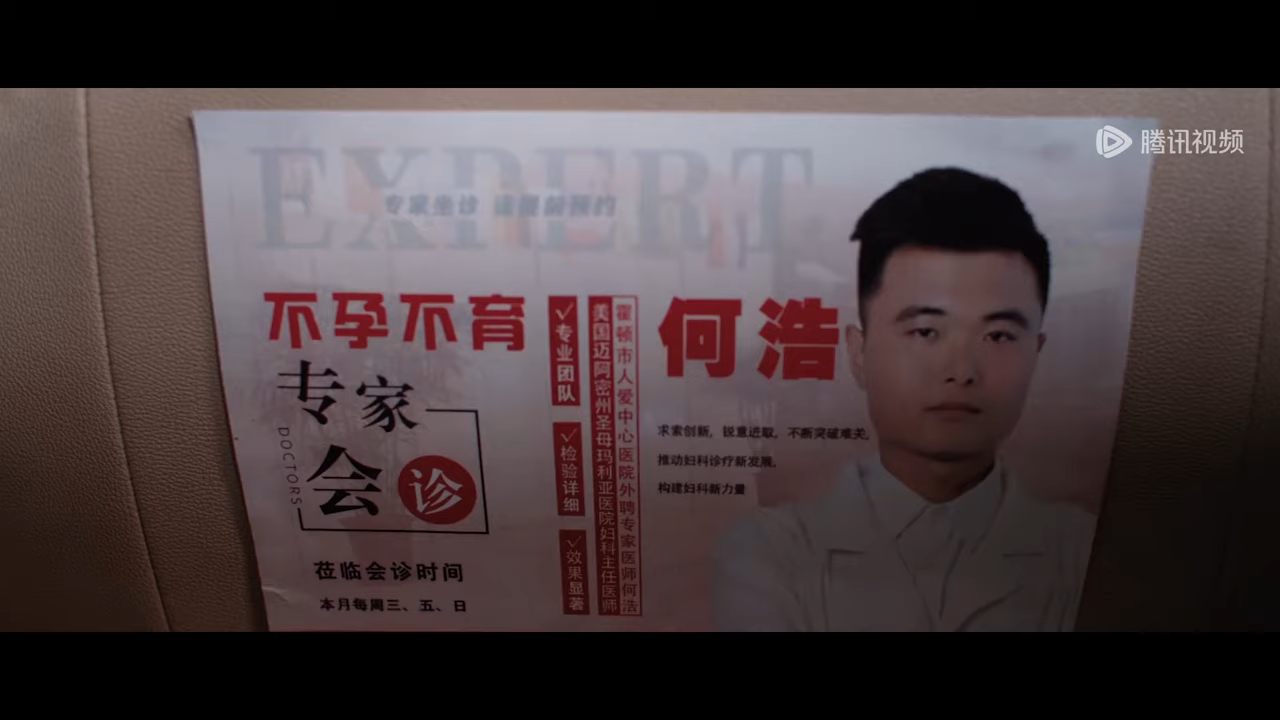 腾讯视频
EXPERT
专家坐诊 请提前预约
不孕不育
专家
会诊
DOCTORS
莅临会诊时间
本月每周三、五、日
✓专业团队
✓检验详细
✓效果显著
美国迈阿密州圣母玛利亚医院妇科主任医师
霍顿市人爱中心医院外聘专家医师何浩
何浩
求索创新，锐意进取，不断突破难关，
推动妇科诊疗新发展，
构建妇科新力量